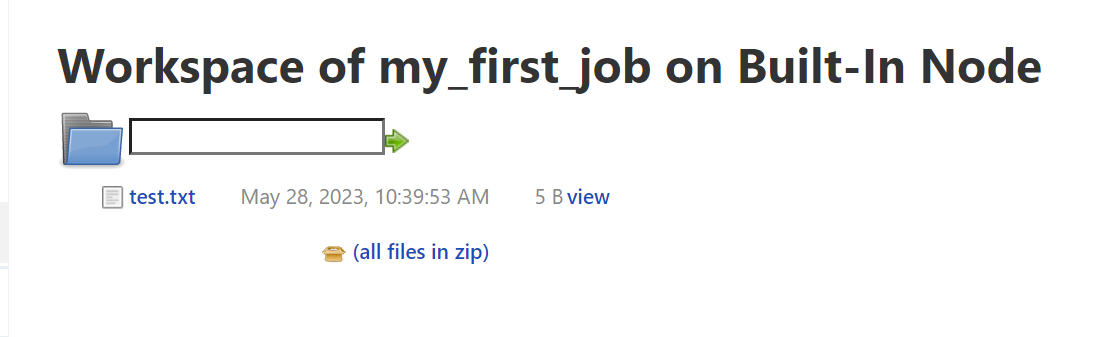 Workspace of my_first_job on Built-In Node
test.txt May 28, 2023, 10:39:53 AM 5 B view
(all files in zip)